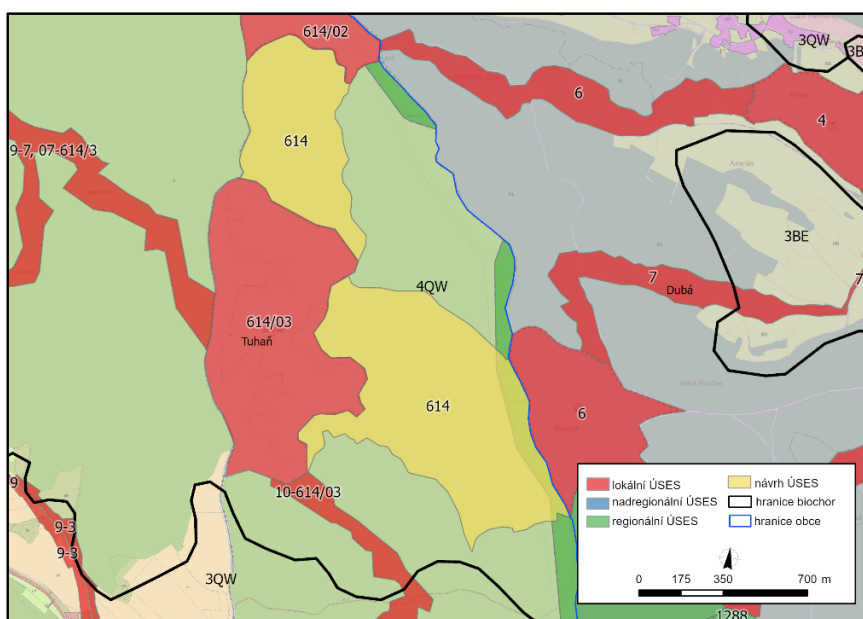 614/02
3QW
3B
6
4
614
9-7, 07-614/3
3BE
4QW
7
Dubá
7
614/03
Tuhaň
614
6
10-614/03
9
9-3
9-3
3QW
1288
lokální ÚSES
návrh ÚSES
nadregionální ÚSES
hranice biochor
regionální ÚSES
hranice obce
0 175 350 700 m